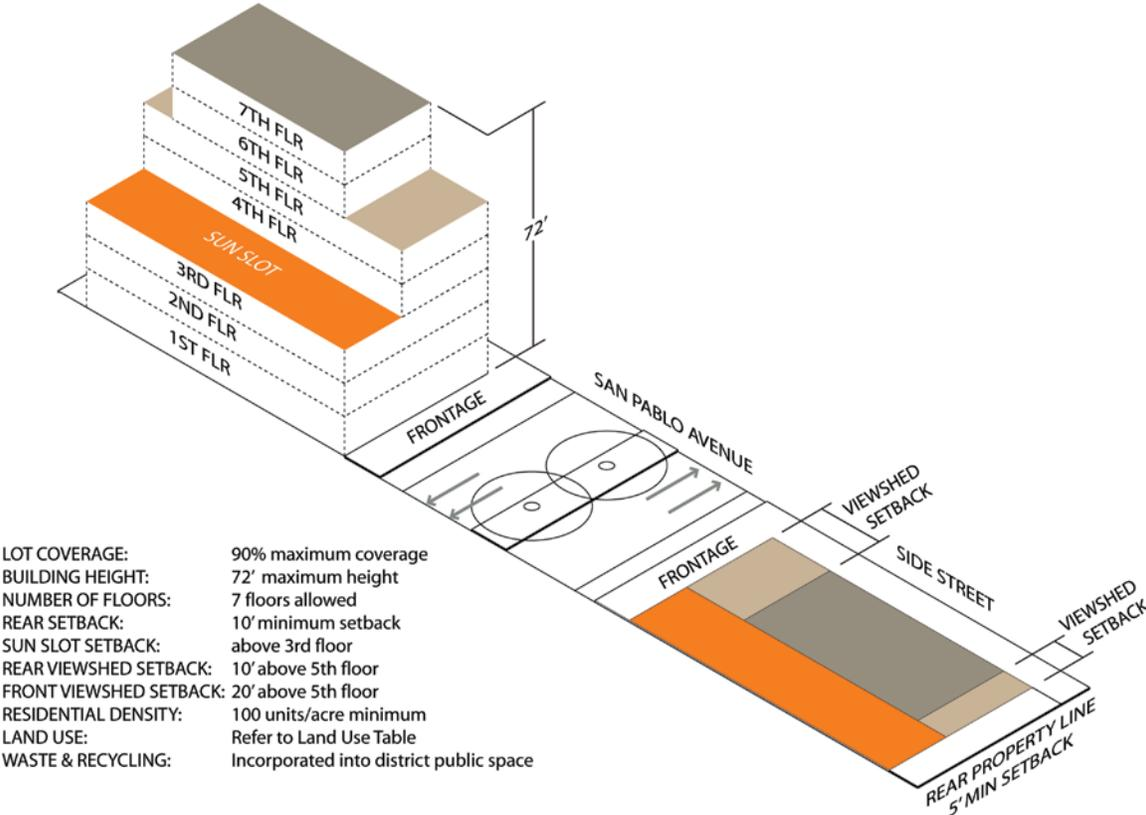 7TH FLR
6TH FLR
5TH FLR
4TH FLR
SUN SLOT
3RD FLR
2ND FLR
1ST FLR
72'
FRONTAGE
SAN PABLO AVENUE
VIEWSHED
SETBACK
FRONTAGE
SIDE STREET
VIEWSHED
SETBACK
REAR PROPERTY LINE
5' MIN SETBACK
LOT COVERAGE: 90% maximum coverage
BUILDING HEIGHT: 72' maximum height
NUMBER OF FLOORS: 7 floors allowed
REAR SETBACK: 10' minimum setback
SUN SLOT SETBACK: above 3rd floor
REAR VIEWSHED SETBACK: 10' above 5th floor
FRONT VIEWSHED SETBACK: 20' above 5th floor
RESIDENTIAL DENSITY: 100 units/acre minimum
LAND USE: Refer to Land Use Table
WASTE & RECYCLING: Incorporated into district public space